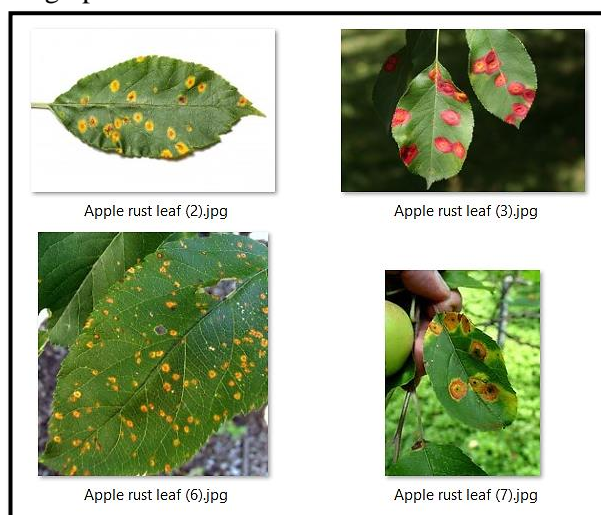 Apple rust leaf (2).jpg
Apple rust leaf (3).jpg
Apple rust leaf (6).jpg
Apple rust leaf (7).jpg